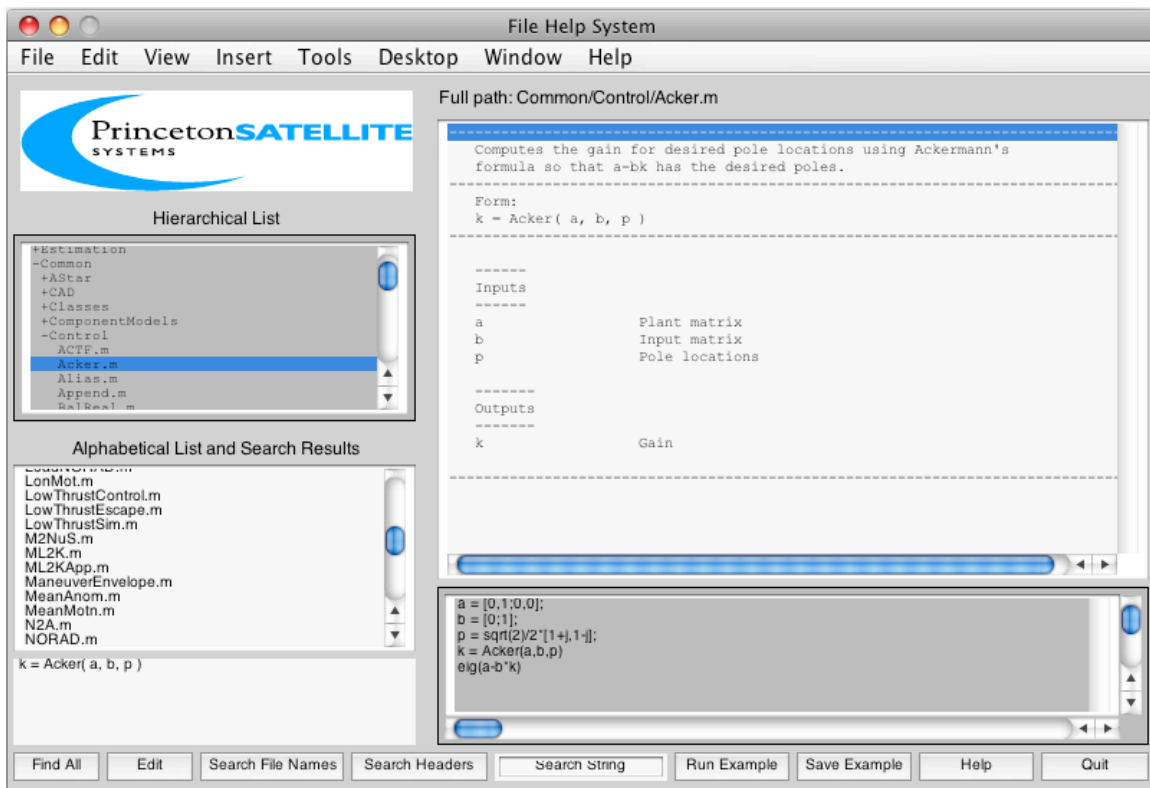 File Help System
File Edit View Insert Tools Desktop Window Help
PrincetonSATELLITE
SYSTEMS
Full path: Common/Control/Acker.m
Computes the gain for desired pole locations using Ackermann's
formula so that a-bk has the desired poles.
Form:
k = Acker( a, b, p )
------
Inputs
------
a Plant matrix
b Input matrix
p Pole locations
-------
Outputs
-------
k Gain
Hierarchical List
+Estimation
-Common
+AStar
+CAD
+Classes
+ComponentModels
-Control
ACTF.m
Acker.m
Alias.m
Append.m
BalReal.m
Alphabetical List and Search Results
LoadNORAD.m
LonMot.m
LowThrustControl.m
LowThrustEscape.m
LowThrustSim.m
M2NuS.m
ML2K.m
ML2KApp.m
ManeuverEnvelope.m
MeanAnom.m
MeanMotn.m
N2A.m
NORAD.m
k = Acker( a, b, p )
a = [0,1;0,0];
b = [0;1];
p = sqrt(2)/2*[1+j,1-j];
k = Acker(a,b,p)
eig(a-b*k)
Find All Edit Search File Names Search Headers Search String Run Example Save Example Help Quit